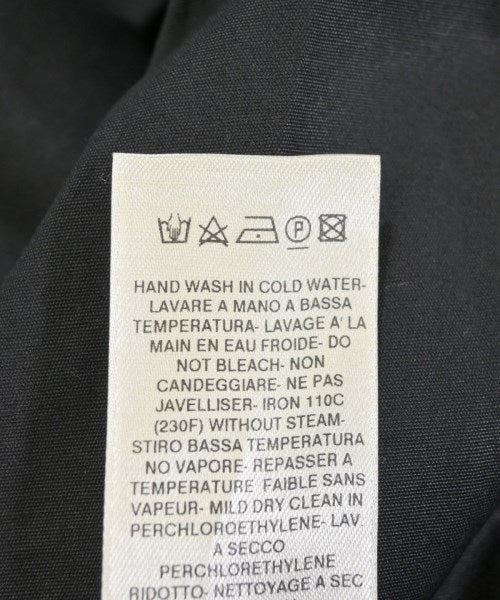 HAND WASH IN COLD WATER-
LAVARE A MANO A BASSA
TEMPERATURA- LAVAGE A' LA
MAIN EN EAU FROIDE- DO
NOT BLEACH- NON
CANDEGGIARE- NE PAS
JAVELLISER- IRON 110C
(230F) WITHOUT STEAM-
STIRO BASSA TEMPERATURA
NO VAPORE- REPASSER A
TEMPERATURE FAIBLE SANS
VAPEUR- MILD DRY CLEAN IN
PERCHLOROETHYLENE- LAV.
A SECCO
PERCHLOROETHYLENE
RIDOTTO- NETTOYAGE A SEC